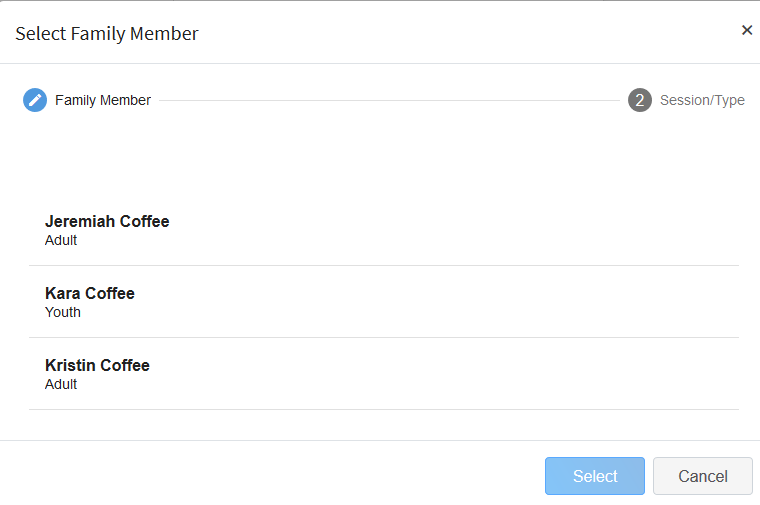 Select Family Member
×
Family Member
2 Session/Type
Jeremiah Coffee
Adult
Kara Coffee
Youth
Kristin Coffee
Adult
Select Cancel